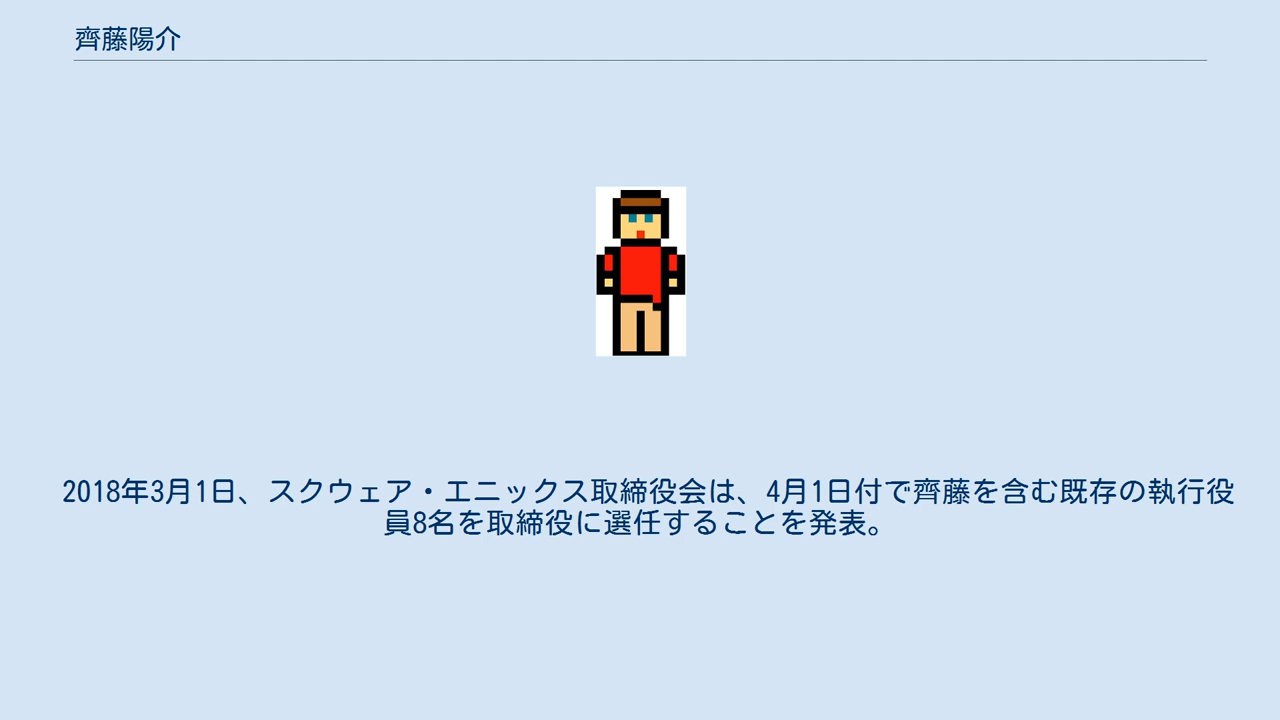 齊藤陽介
2018年3月1日、スクウェア・エニックス取締役会は、4月1日付で齊藤を含む既存の執行役
員8名を取締役に選任することを発表。